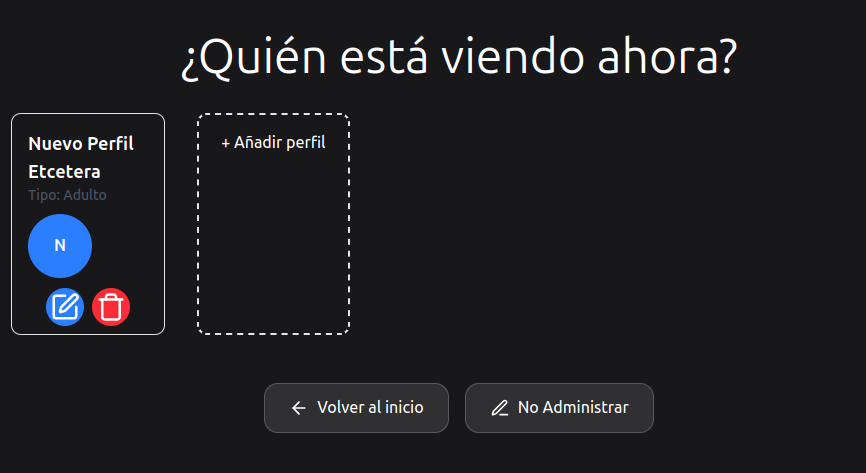 ¿Quién está viendo ahora?
Nuevo Perfil
Etcetera
Tipo: Adulto
N
+ Añadir perfil
Volver al inicio
No Administrar